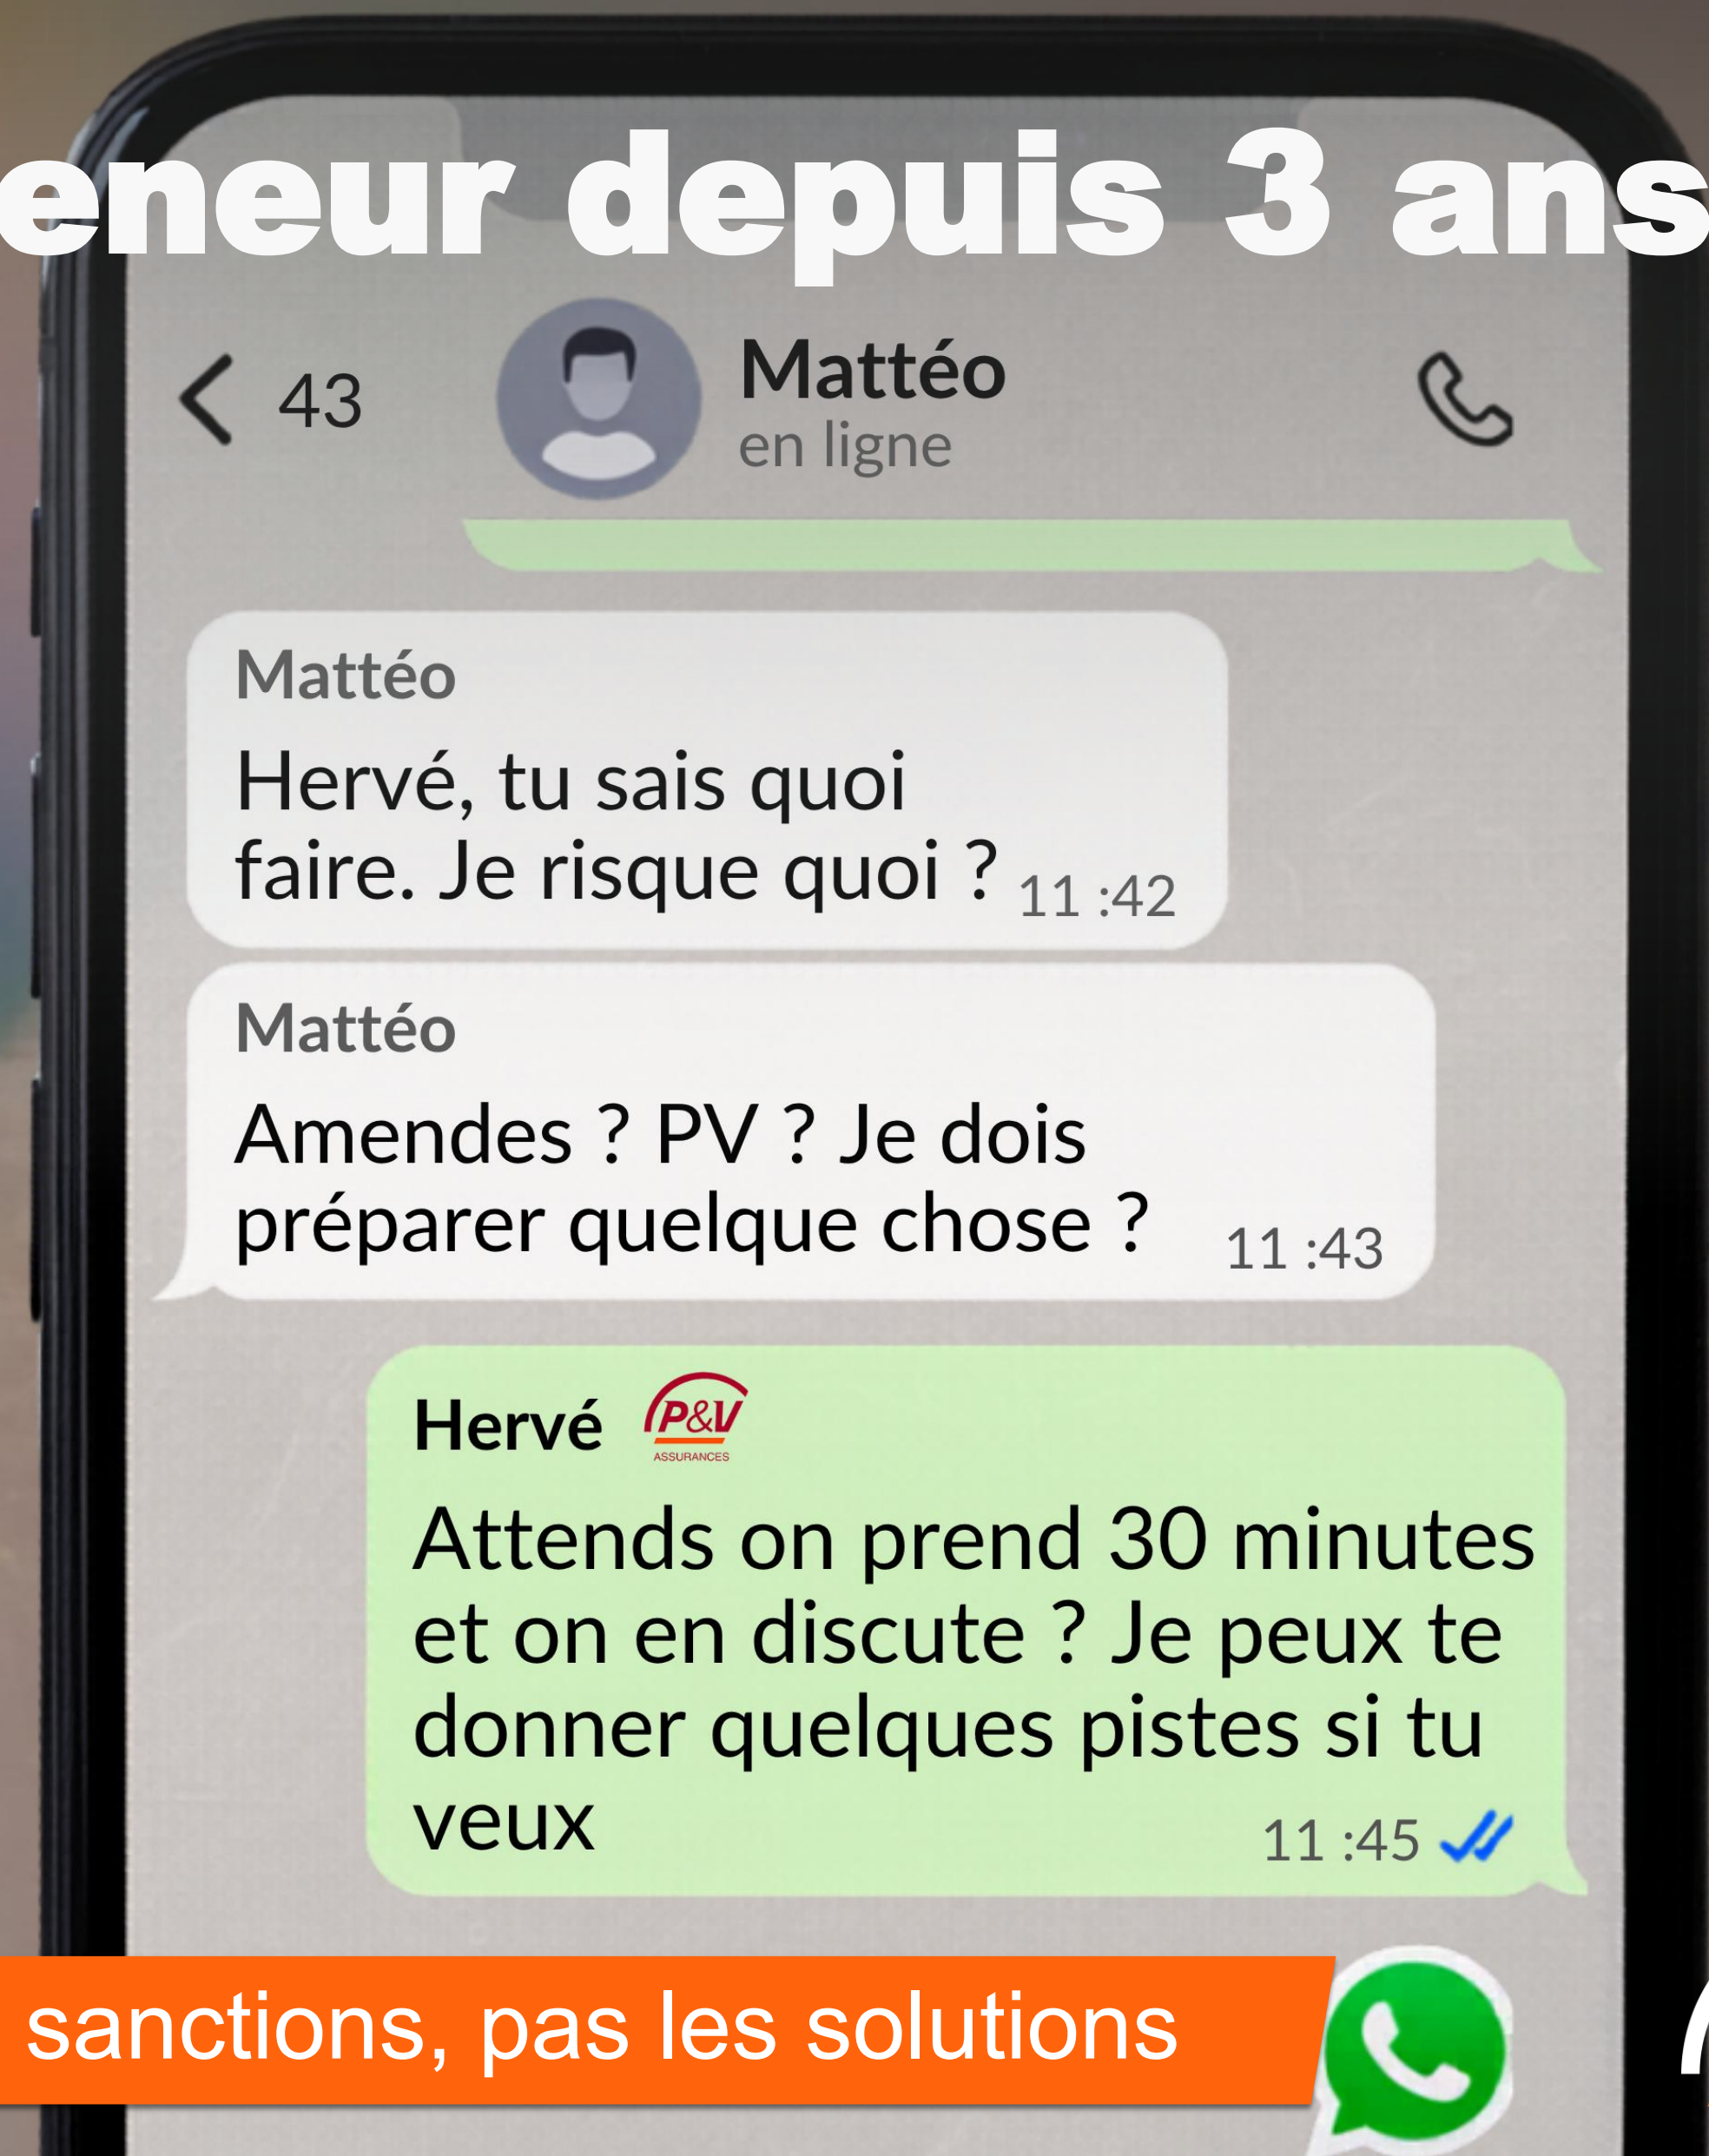 eneur depuis 3 ans
43
Mattéo
en ligne
Mattéo
Hervé, tu sais quoi
faire. Je risque quoi ? 11 :42
Mattéo
Amendes ? PV ? Je dois
préparer quelque chose ? 11 :43
Hervé P&V
ASSURANCES
Attends on prend 30 minutes
et on en discute ? Je peux te
donner quelques pistes si tu
veux 11 :45
sanctions, pas les solutions